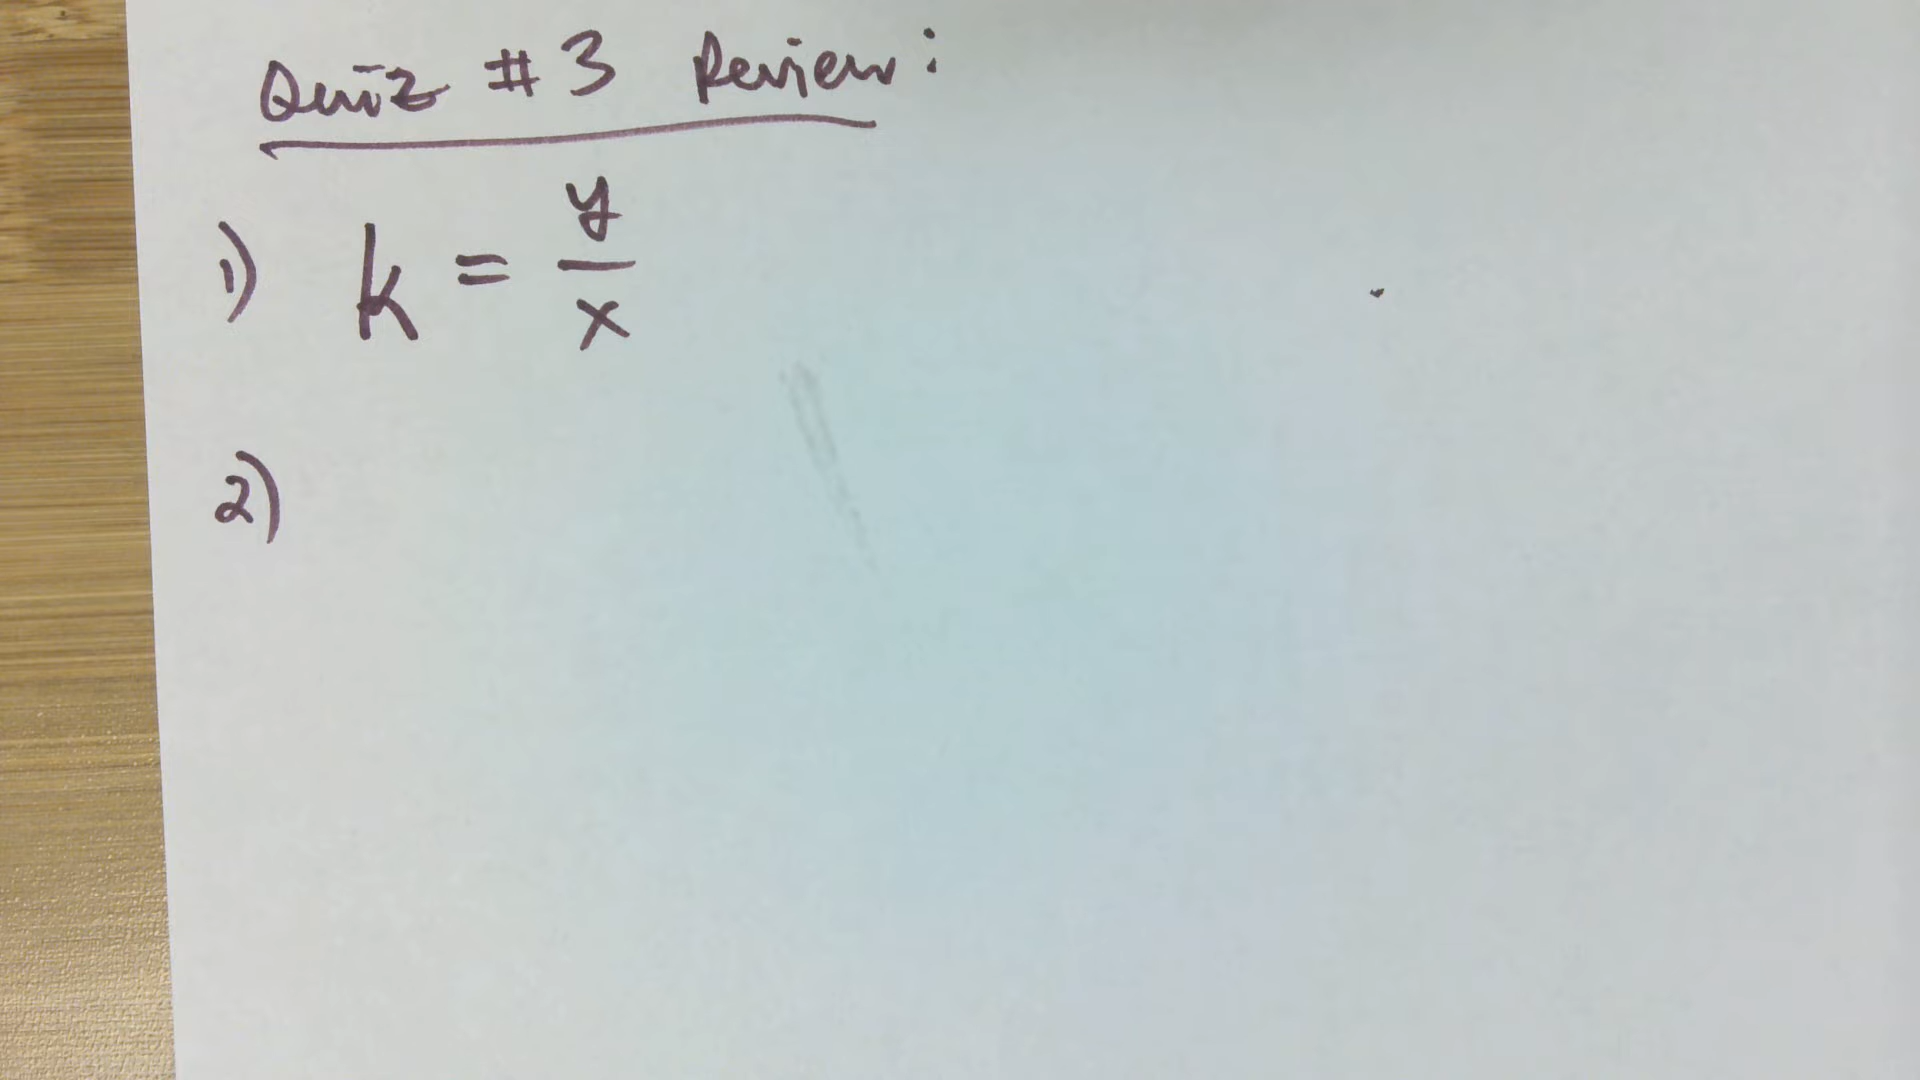 Quiz #3 Review:
1) k = y/x
2)